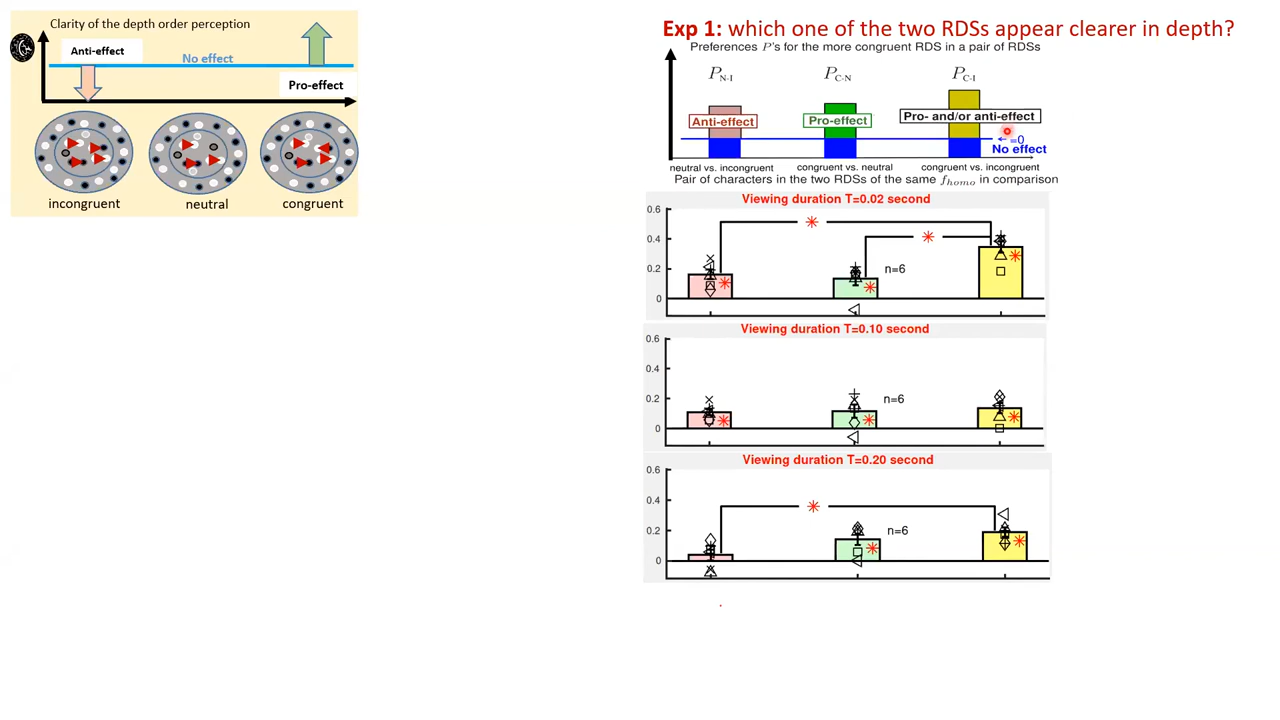 Clarity of the depth order perception
Anti-effect
No effect
Pro-effect
incongruent
neutral
congruent
Exp 1: which one of the two RDSs appear clearer in depth?
Preferences P's for the more congruent RDS in a pair of RDSs
P_N-I
P_C-N
P_C-I
Anti-effect
Pro-effect
Pro- and/or anti-effect
←=0
No effect
neutral vs. incongruent
congruent vs. neutral
congruent vs. incongruent
Pair of characters in the two RDSs of the same f_homo in comparison
Viewing duration T=0.02 second
0.6
0.4
0.2
0
n=6
Viewing duration T=0.10 second
0.6
0.4
0.2
0
n=6
Viewing duration T=0.20 second
0.6
0.4
0.2
0
n=6